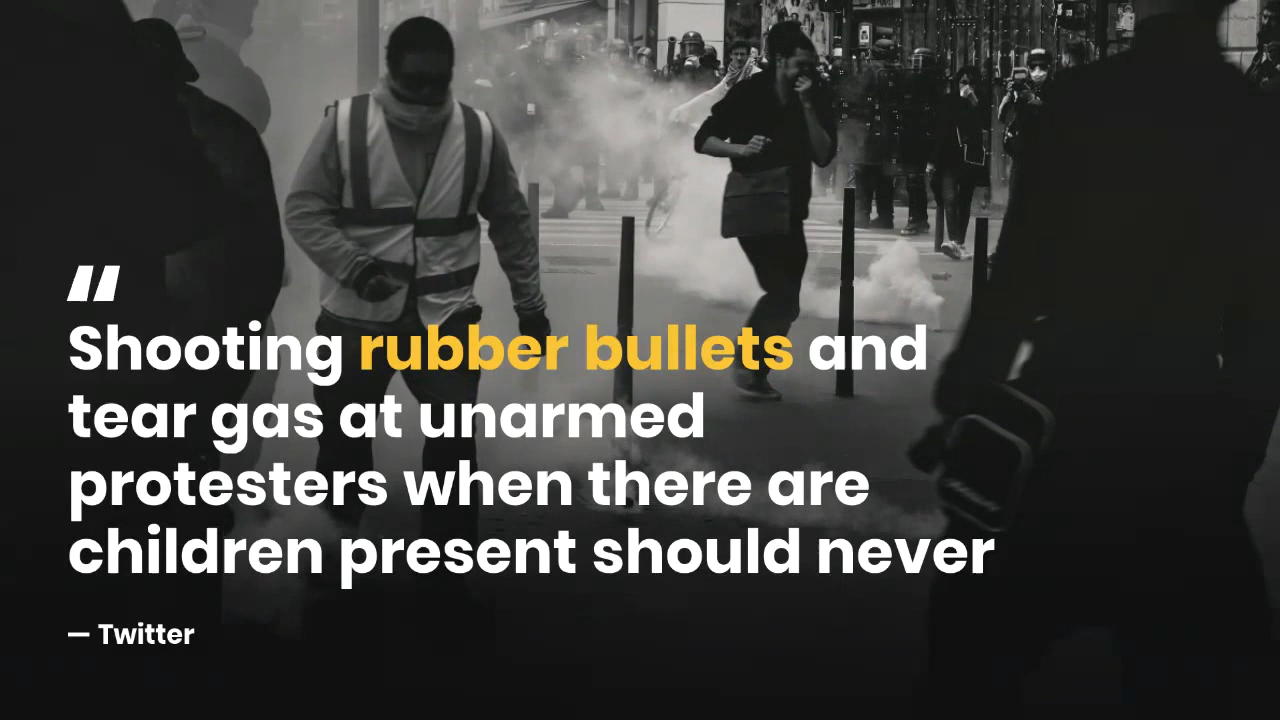 “
Shooting rubber bullets and
tear gas at unarmed
protesters when there are
children present should never
— Twitter